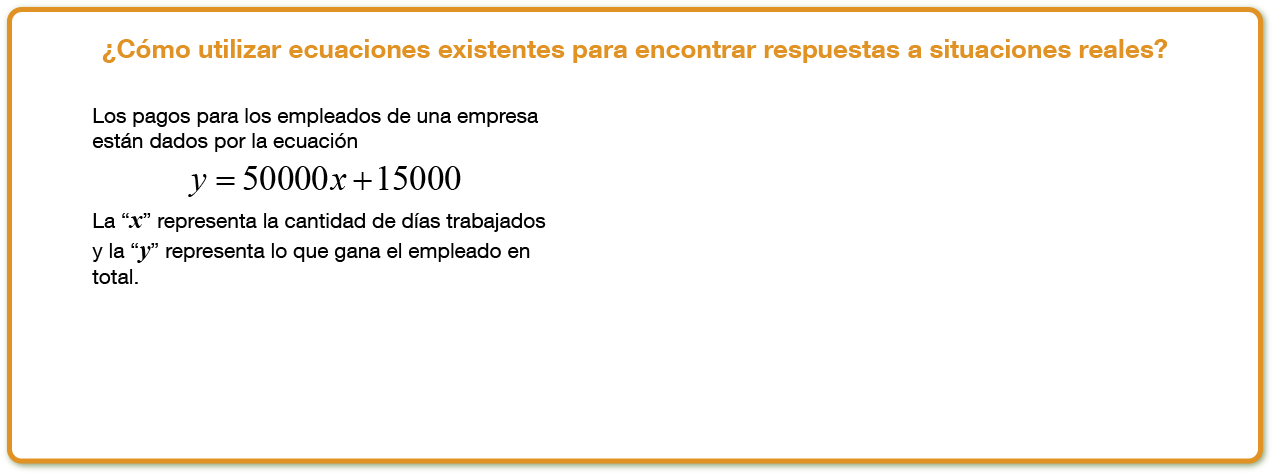 ¿Cómo utilizar ecuaciones existentes para encontrar respuestas a situaciones reales?
Los pagos para los empleados de una empresa
están dados por la ecuación
y = 50000x + 15000
La “x” representa la cantidad de días trabajados
y la “y” representa lo que gana el empleado en
total.